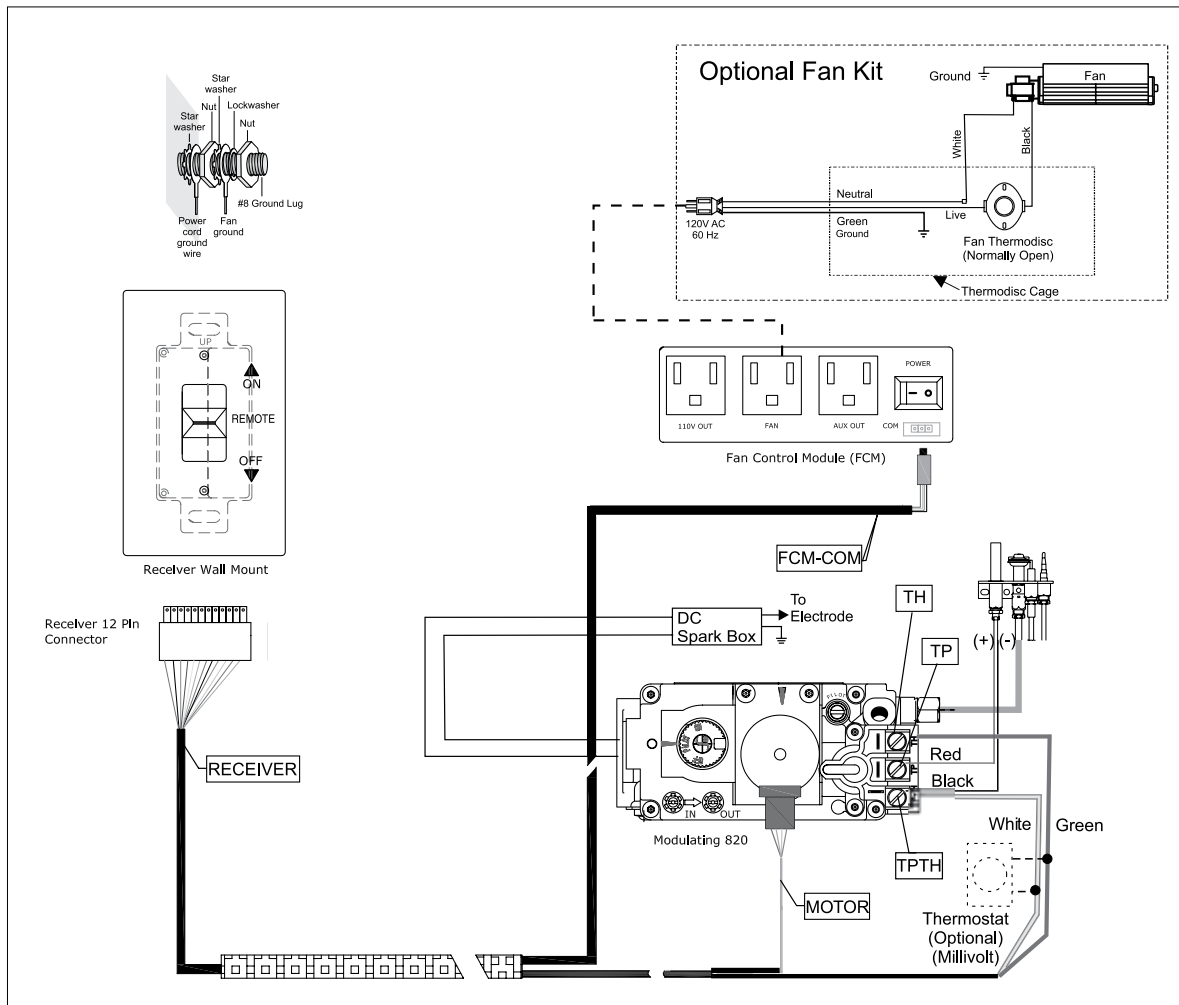 Star
washer
Nut
Lockwasher
Star
washer
Nut
#8 Ground Lug
Power
cord
ground
wire
Fan
ground
Optional Fan Kit
Ground
Fan
White
Black
Neutral
Live
120V AC
60 Hz
Green
Ground
Fan Thermodisc
(Normally Open)
Thermodisc Cage
UP
ON
REMOTE
OFF
Receiver Wall Mount
POWER
110V OUT
FAN
AUX OUT
COM
Fan Control Module (FCM)
FCM-COM
Receiver 12 Pin
Connector
RECEIVER
DC
Spark Box
To
Electrode
TH
TP
(+) (-)
Red
Black
IN
OUT
Modulating 820
White
Green
TPTH
MOTOR
Thermostat
(Optional)
(Millivolt)